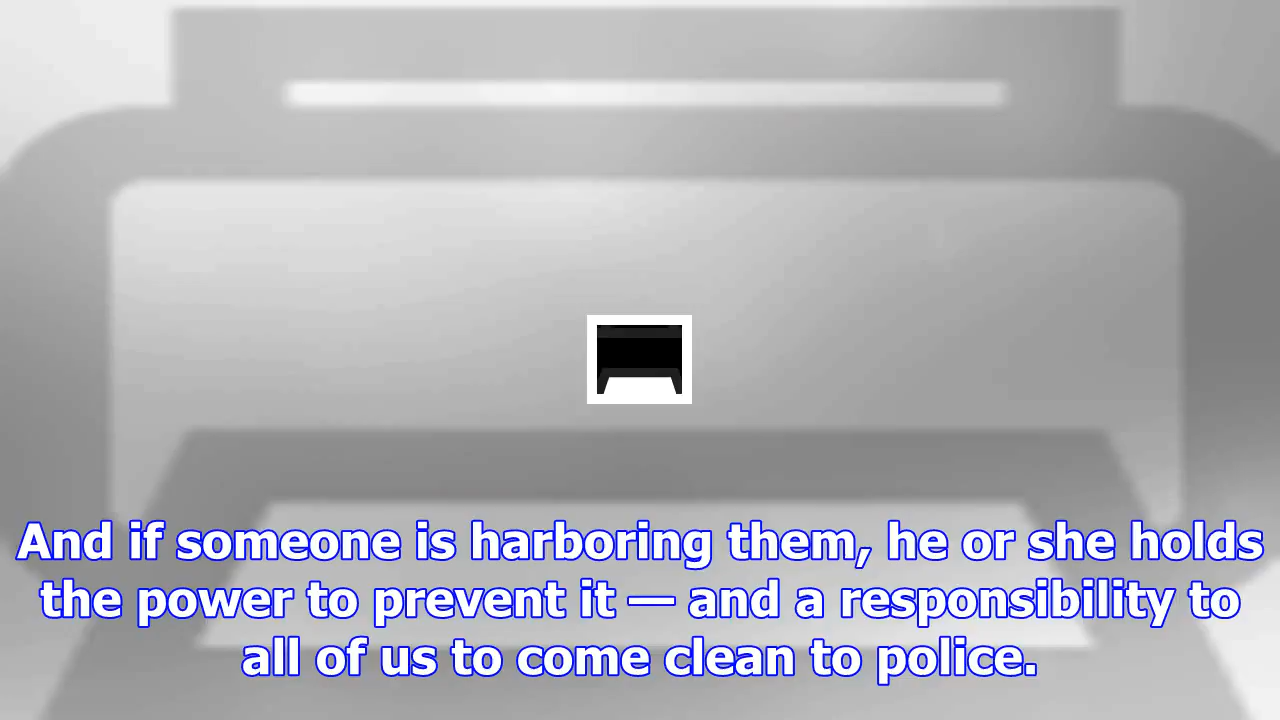 And if someone is harboring them, he or she holds
the power to prevent it — and a responsibility to
all of us to come clean to police.